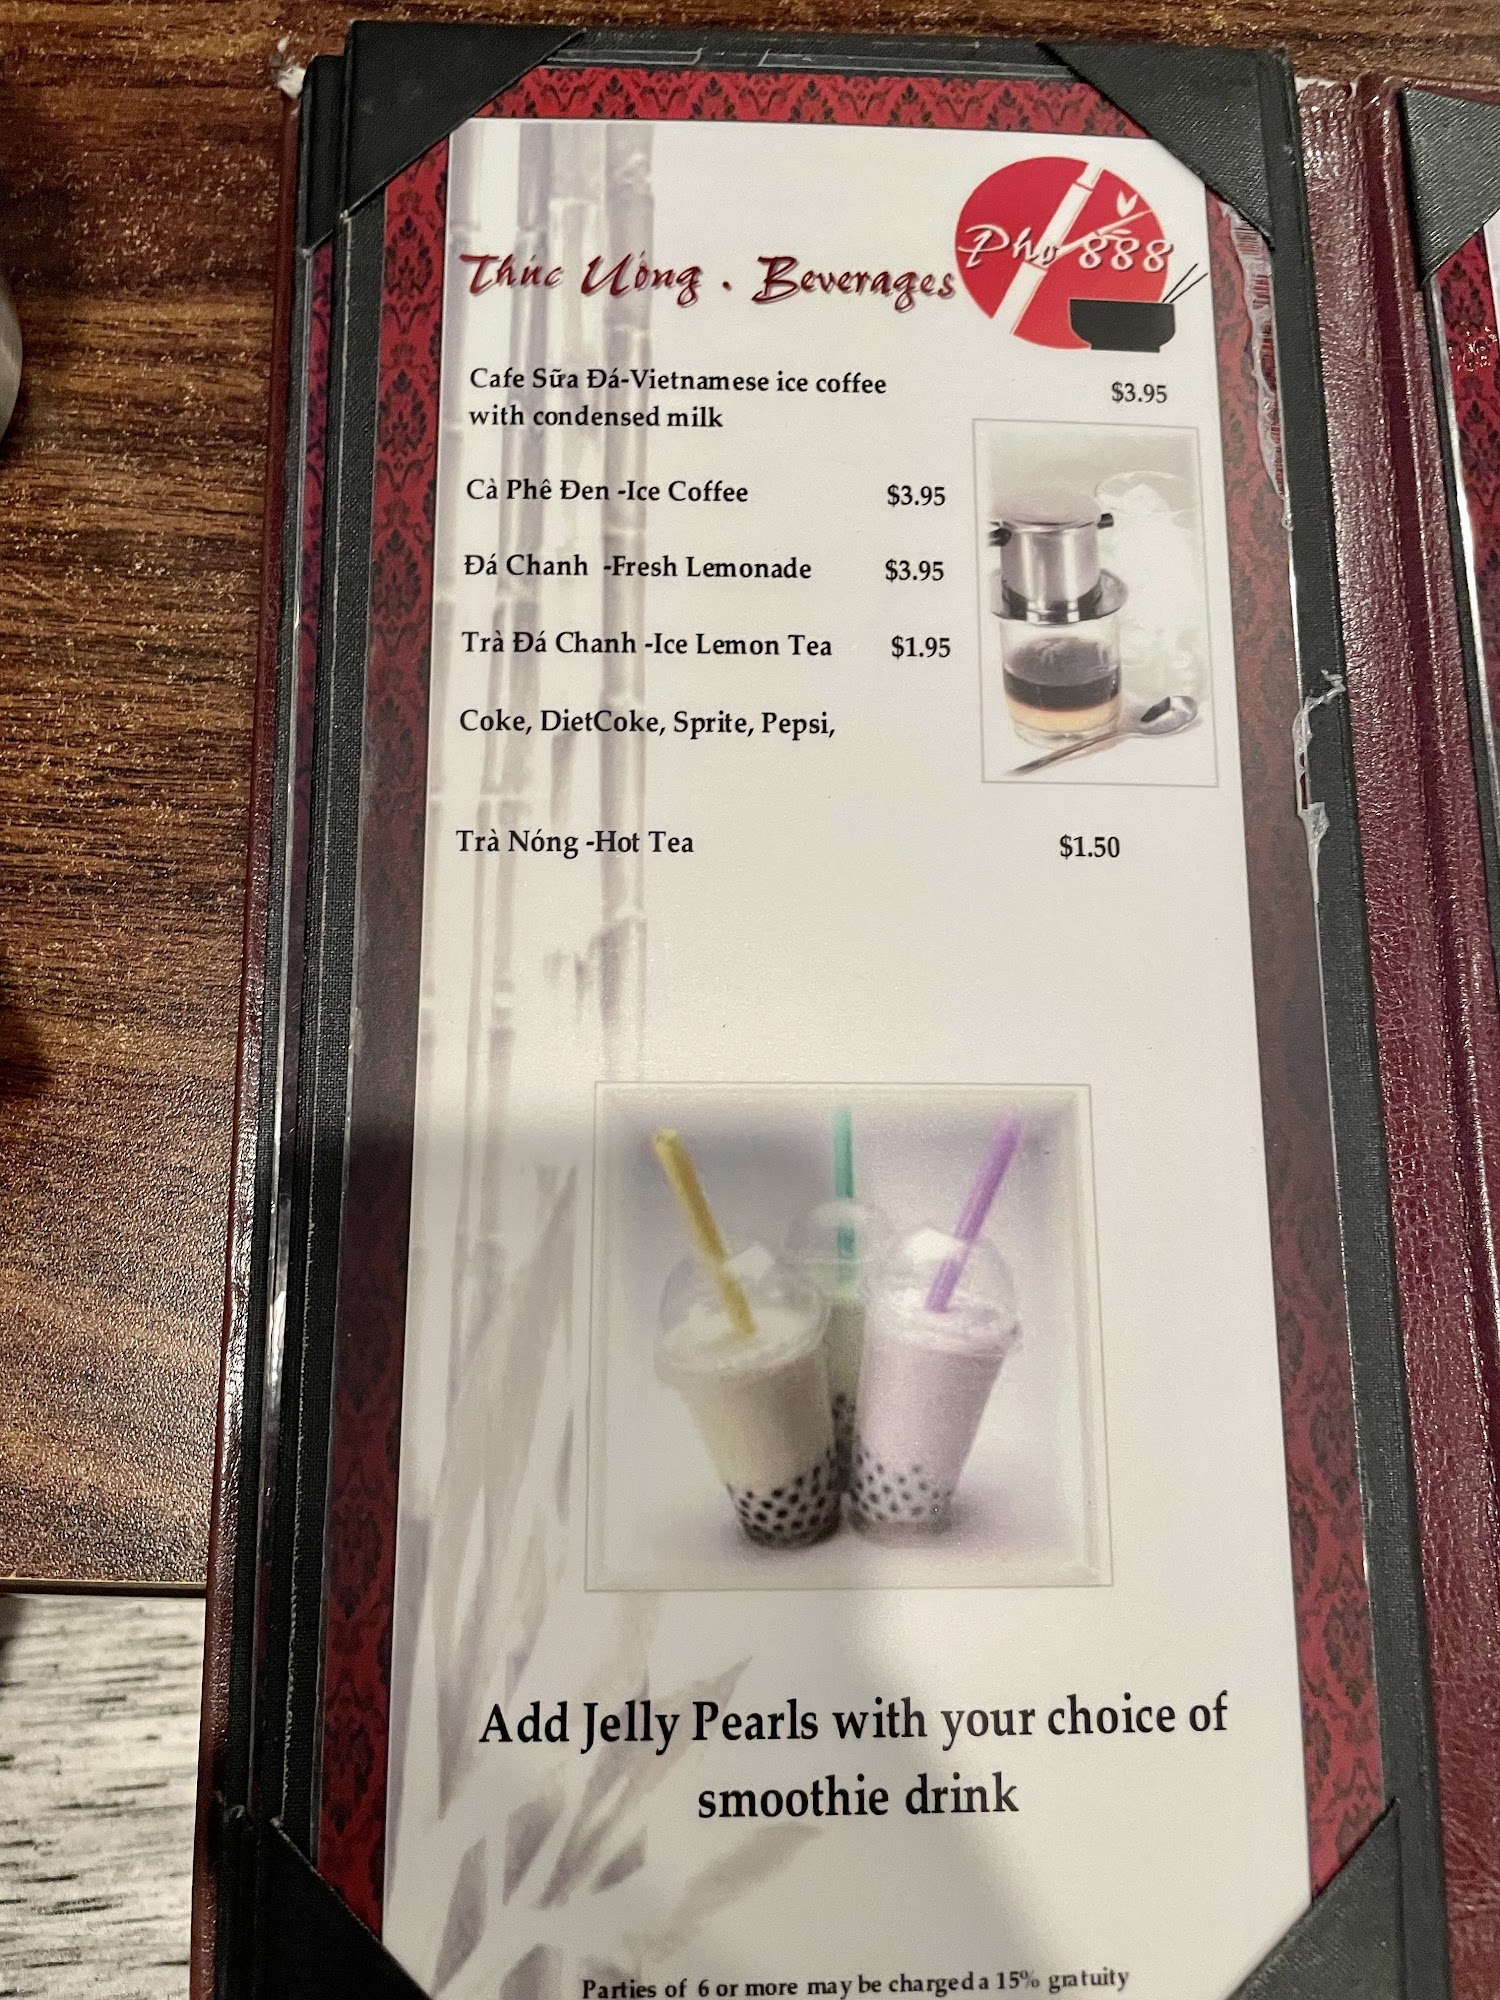 Pho 888
Thúc Uống . Beverages
Cafe Sữa Đá-Vietnamese ice coffee $3.95
with condensed milk
Cà Phê Đen -Ice Coffee $3.95
Đá Chanh -Fresh Lemonade $3.95
Trà Đá Chanh -Ice Lemon Tea $1.95
Coke, DietCoke, Sprite, Pepsi,
Trà Nóng -Hot Tea $1.50
Add Jelly Pearls with your choice of
smoothie drink
Parties of 6 or more may be charged a 15% gratuity